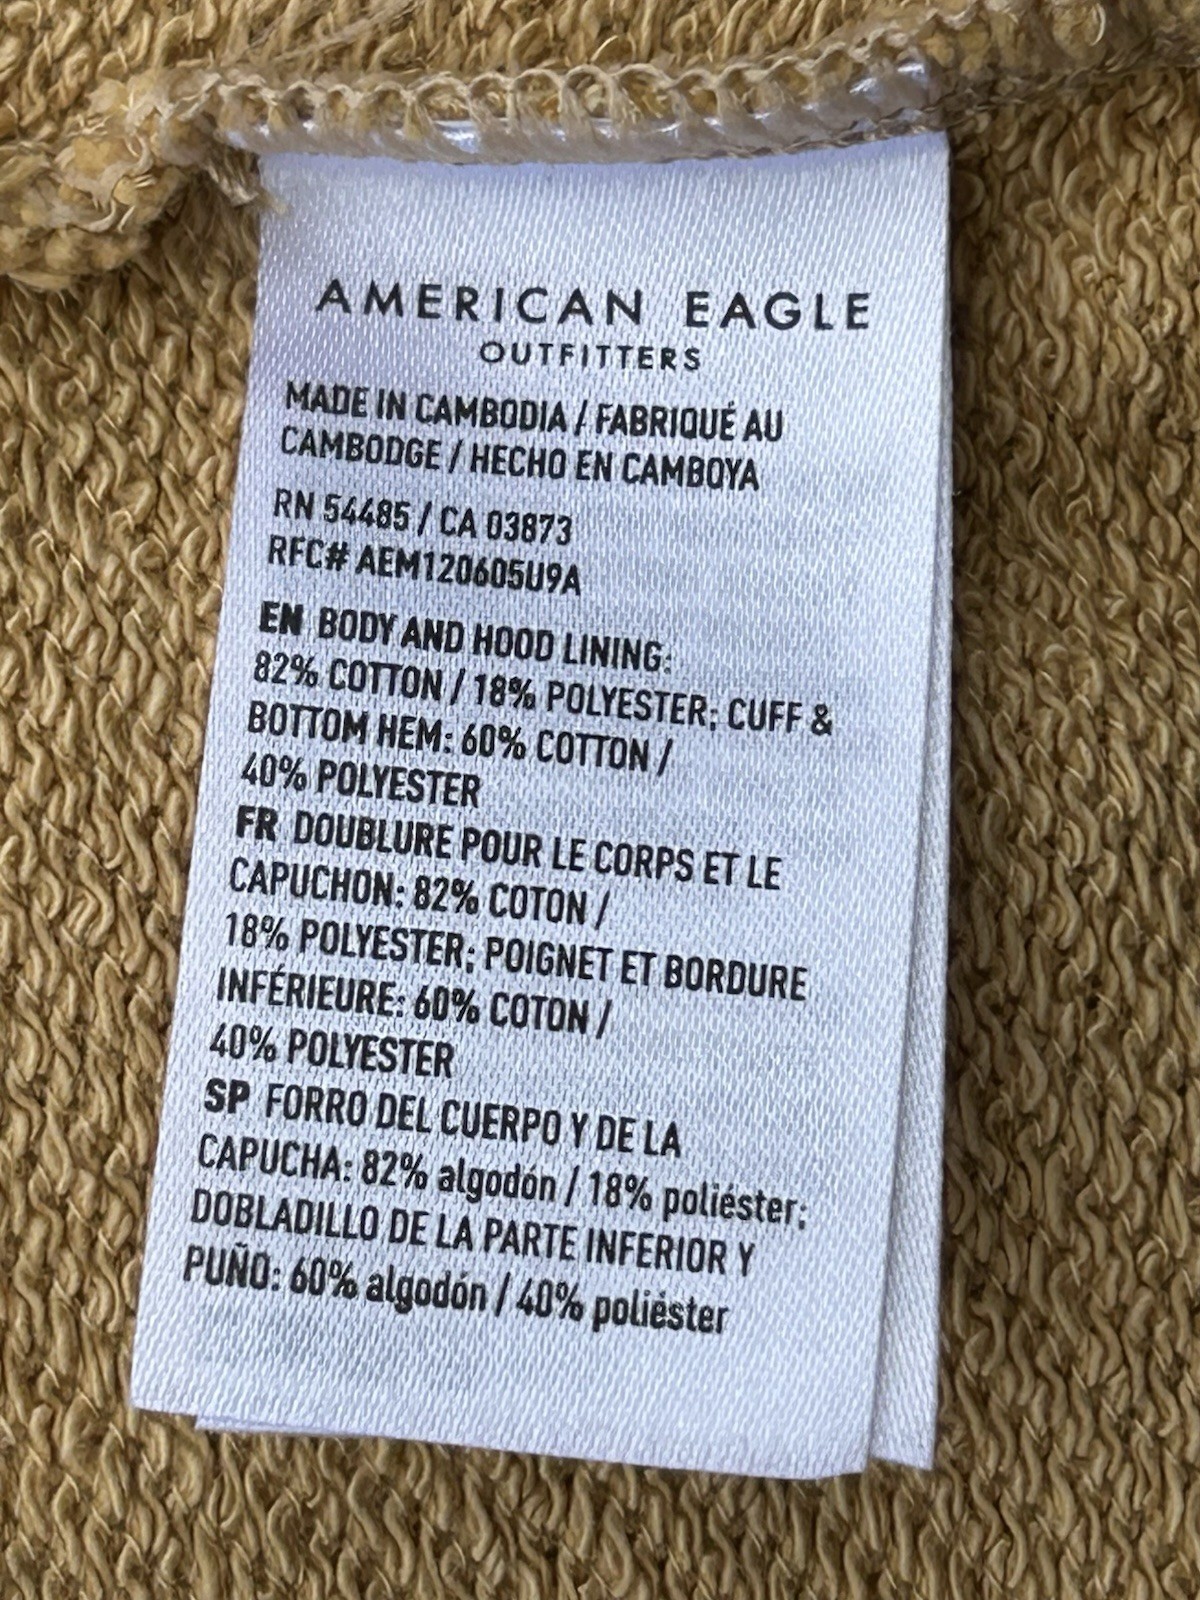 AMERICAN EAGLE
OUTFITTERS
MADE IN CAMBODIA / FABRIQUÉ AU
CAMBODGE / HECHO EN CAMBOYA
RN 54485 / CA 03873
RFC# AEM120605U9A
EN BODY AND HOOD LINING:
82% COTTON / 18% POLYESTER; CUFF &
BOTTOM HEM: 60% COTTON /
40% POLYESTER
FR DOUBLURE POUR LE CORPS ET LE
CAPUCHON: 82% COTON /
18% POLYESTER; POIGNET ET BORDURE
INFÉRIEURE: 60% COTON /
40% POLYESTER
SP FORRO DEL CUERPO Y DE LA
CAPUCHA: 82% algodón / 18% poliéster;
DOBLADILLO DE LA PARTE INFERIOR Y
PUÑO: 60% algodón / 40% poliéster